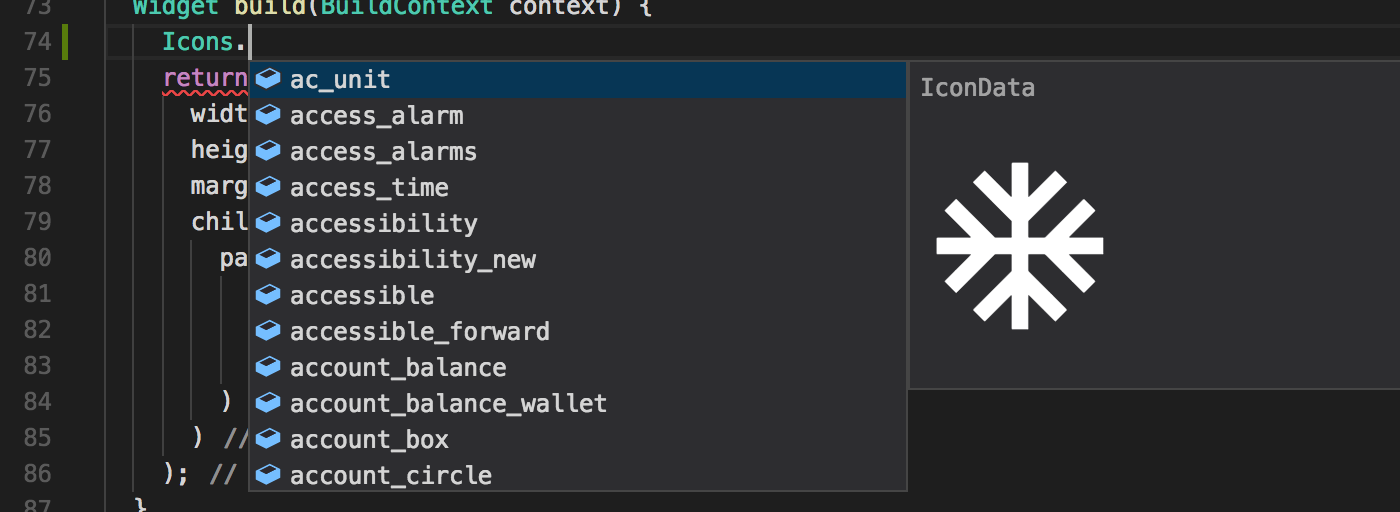 73 Widget build(BuildContext context) {
74 Icons.
75 return ac_unit IconData
76 widt access_alarm
77 heig access_alarms
78 marg access_time
79 chil accessibility
80 pa accessibility_new
81 accessible
82 accessible_forward
83 account_balance
84 ) account_balance_wallet
85 ) // account_box
86 ); // account_circle
87 }